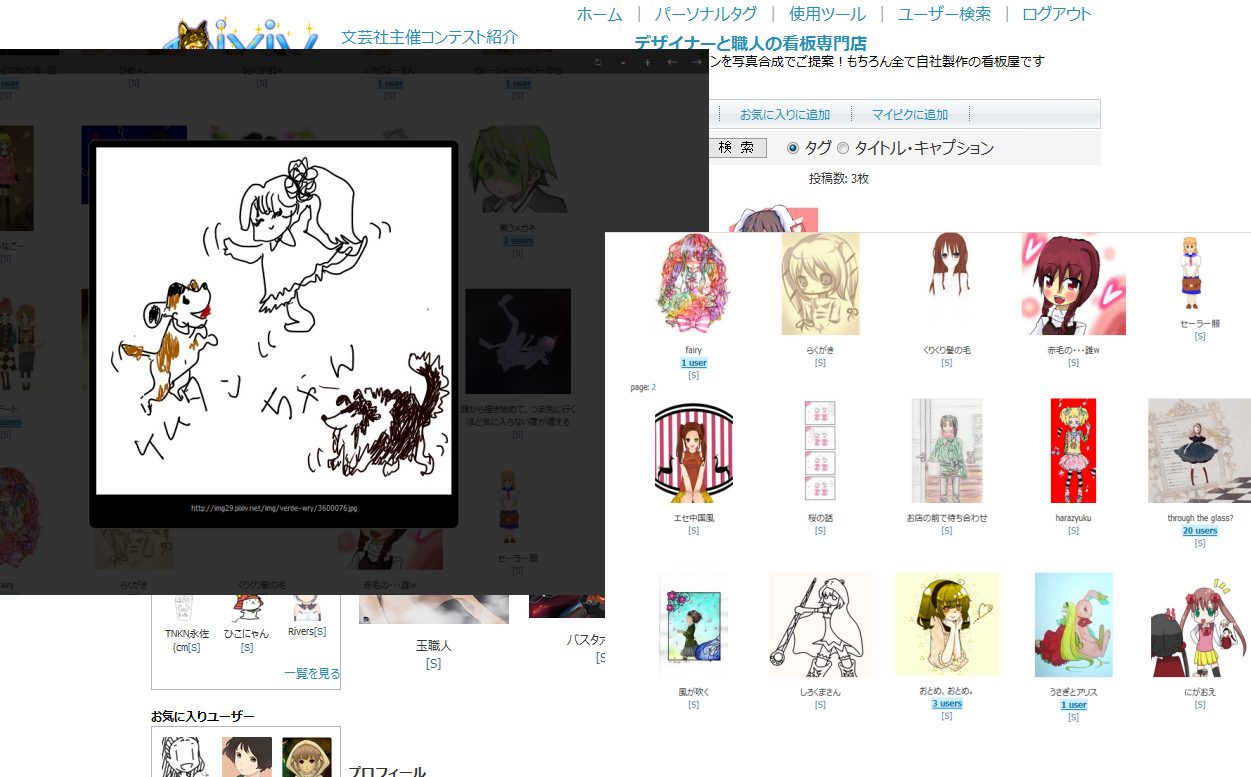 ホーム | パーソナルタグ | 使用ツール | ユーザー検索 | ログアウト
pixiv
文芸社主催コンテスト紹介
デザイナーと職人の看板専門店
ンを写真合成でご提案！もちろん全て自社製作の看板屋です
お気に入りに追加
マイピクに追加
検 索
タグ
タイトル・キャプション
投稿数: 3枚
1 user
[S]
[S]
[S]
1 user
[S]
1 user
[S]
戦うメガネ
2 users
[S]
頭から描き始めて、つま先に行く
ほど気に入らない度が増える
[S]
http://img29.pixiv.net/img/verde-wry/3600076.jpg
セーラー服
[S]
fairy
らくがき
くりくり髪の毛
赤毛の・・・誰w
fairy
1 user
[S]
らくがき
[S]
くりくり髪の毛
[S]
赤毛の・・・誰w
[S]
セーラー服
[S]
page: 2
エセ中国風
[S]
桜の話
[S]
お店の前で待ち合わせ
[S]
harazyuku
[S]
through the glass?
20 users
[S]
風が吹く
[S]
しろくまさん
[S]
おとめ、おとめ。
3 users
[S]
うさぎとアリス
1 user
[S]
にがおえ
[S]
TNKN永佐
(cm[S]
ひこにゃん
[S]
Rivers[S]
一覧を見る
玉職人
[S]
バスタ
お気に入りユーザー
プロフィール